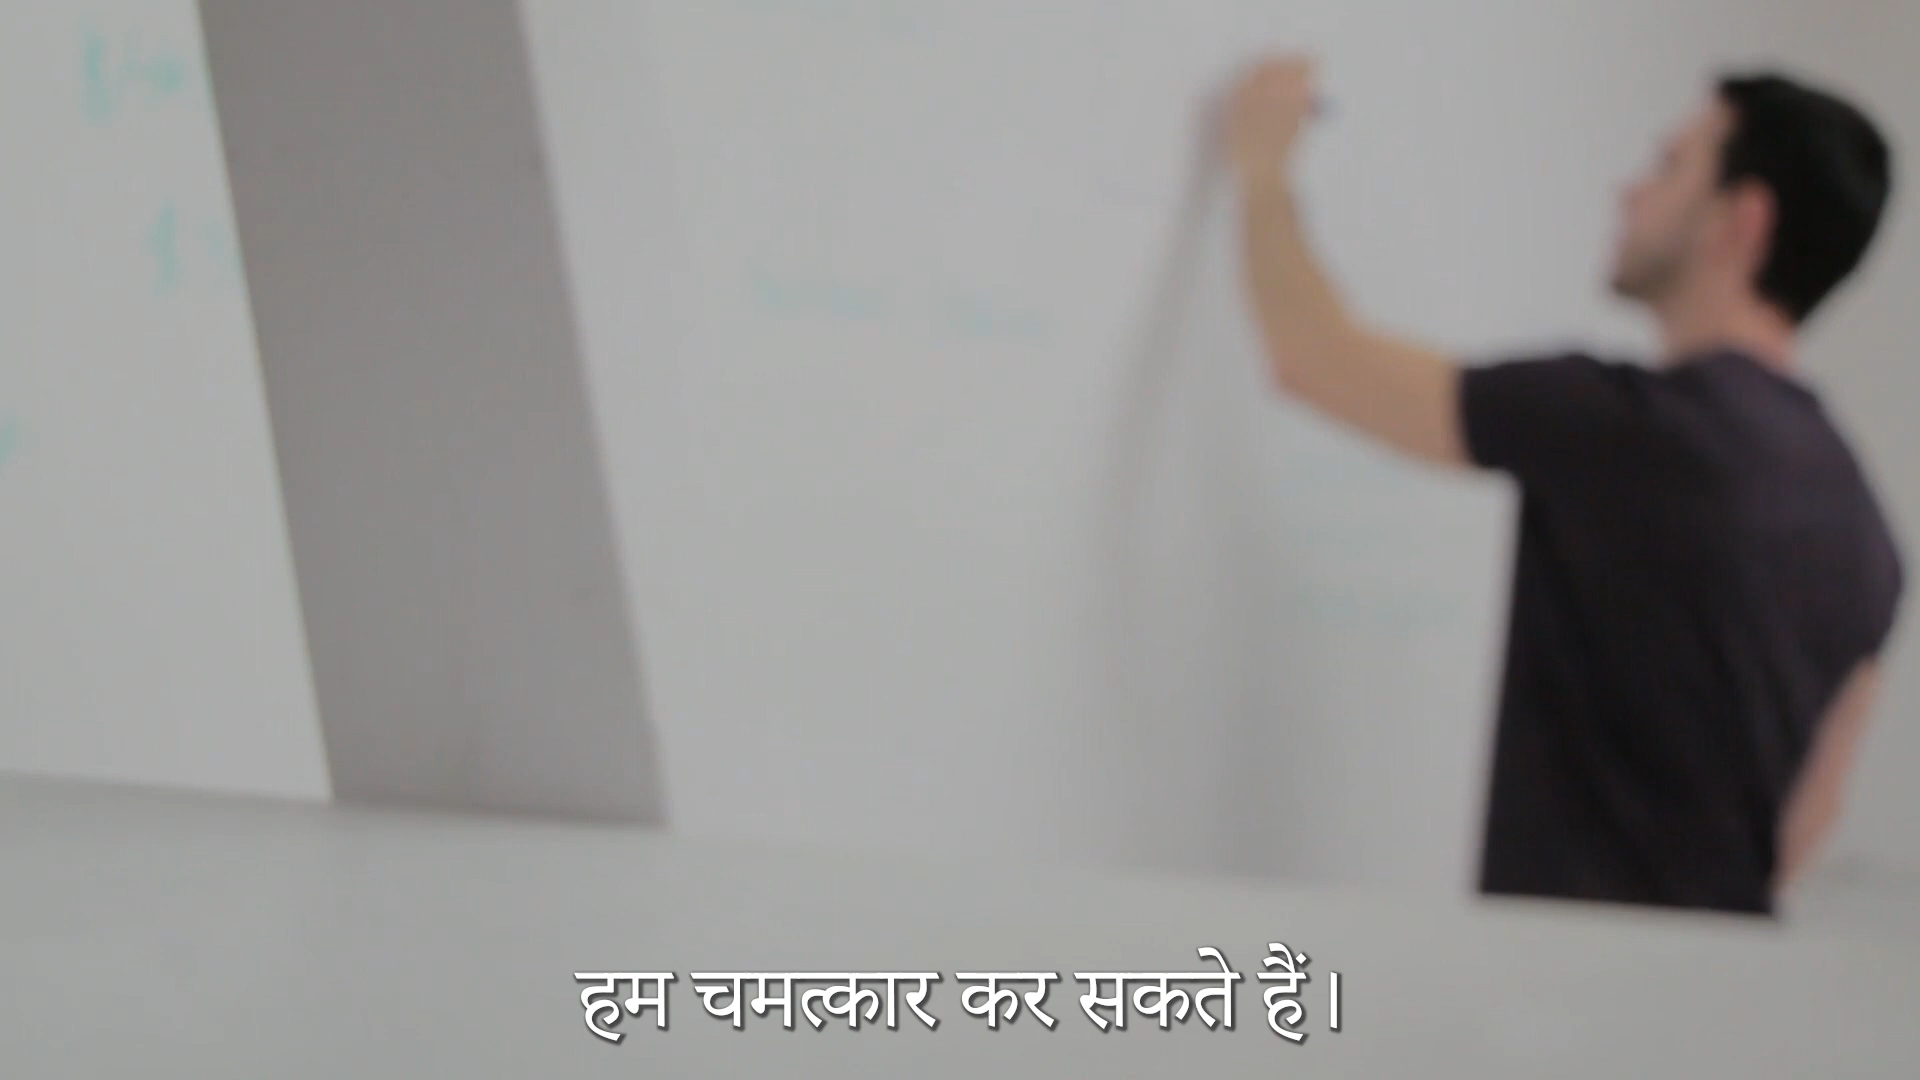 हम चमत्कार कर सकते हैं।